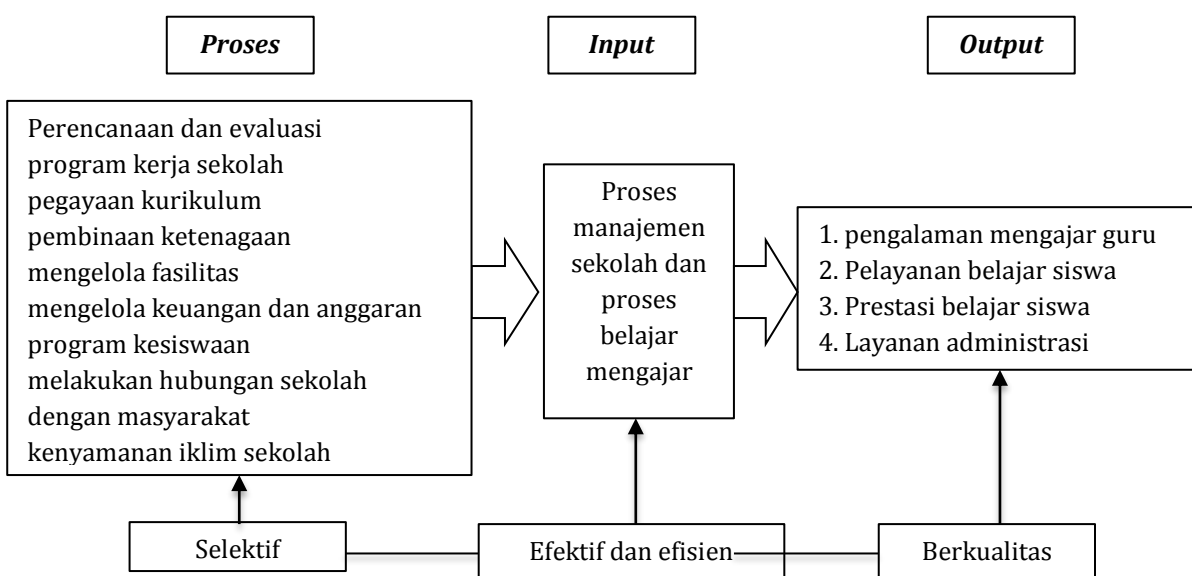 Proses
Input
Output
Perencanaan dan evaluasi
program kerja sekolah
pegayaan kurikulum
pembinaan ketenagaan
mengelola fasilitas
mengelola keuangan dan anggaran
program kesiswaan
melakukan hubungan sekolah
dengan masyarakat
kenyamanan iklim sekolah
Proses
manajemen
sekolah dan
proses
belajar
mengajar
1. pengalaman mengajar guru
2. Pelayanan belajar siswa
3. Prestasi belajar siswa
4. Layanan administrasi
Selektif
Efektif dan efisien
Berkualitas